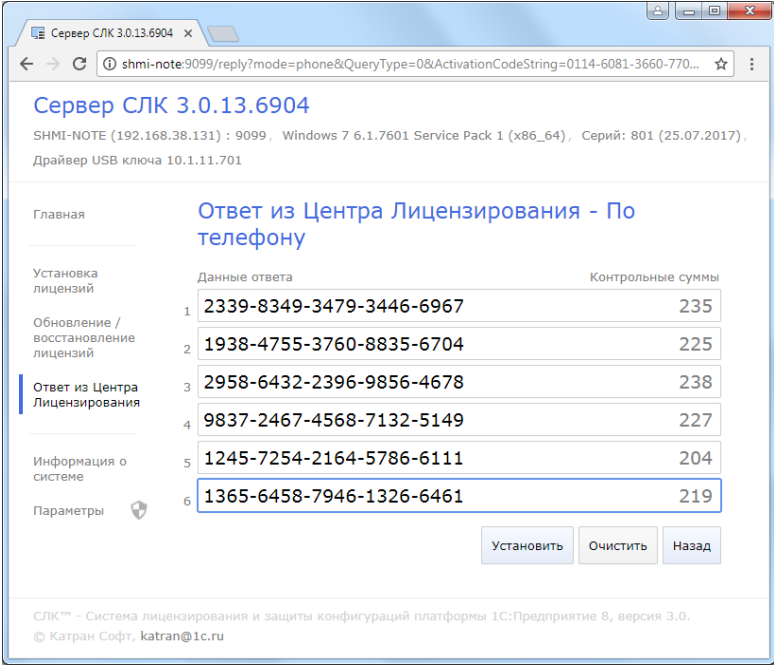 Сервер СЛК 3.0.13.6904
shmi-note:9099/reply?mode=phone&QueryType=0&ActivationCodeString=0114-6081-3660-770...
Сервер СЛК 3.0.13.6904
SHMI-NOTE (192.168.38.131) : 9099, Windows 7 6.1.7601 Service Pack 1 (x86_64), Серий: 801 (25.07.2017),
Драйвер USB ключа 10.1.11.701
Главная
Установка
лицензий
Обновление /
восстановление
лицензий
Ответ из Центра
Лицензирования
Информация о
системе
Параметры
Ответ из Центра Лицензирования - По
телефону
Данные ответа Контрольные суммы
1 2339-8349-3479-3446-6967 235
2 1938-4755-3760-8835-6704 225
3 2958-6432-2396-9856-4678 238
4 9837-2467-4568-7132-5149 227
5 1245-7254-2164-5786-6111 204
6 1365-6458-7946-1326-6461 219
Установить Очистить Назад
СЛК™ - Система лицензирования и защиты конфигураций платформы 1С:Предприятие 8, версия 3.0.
© Катран Софт, katran@1c.ru